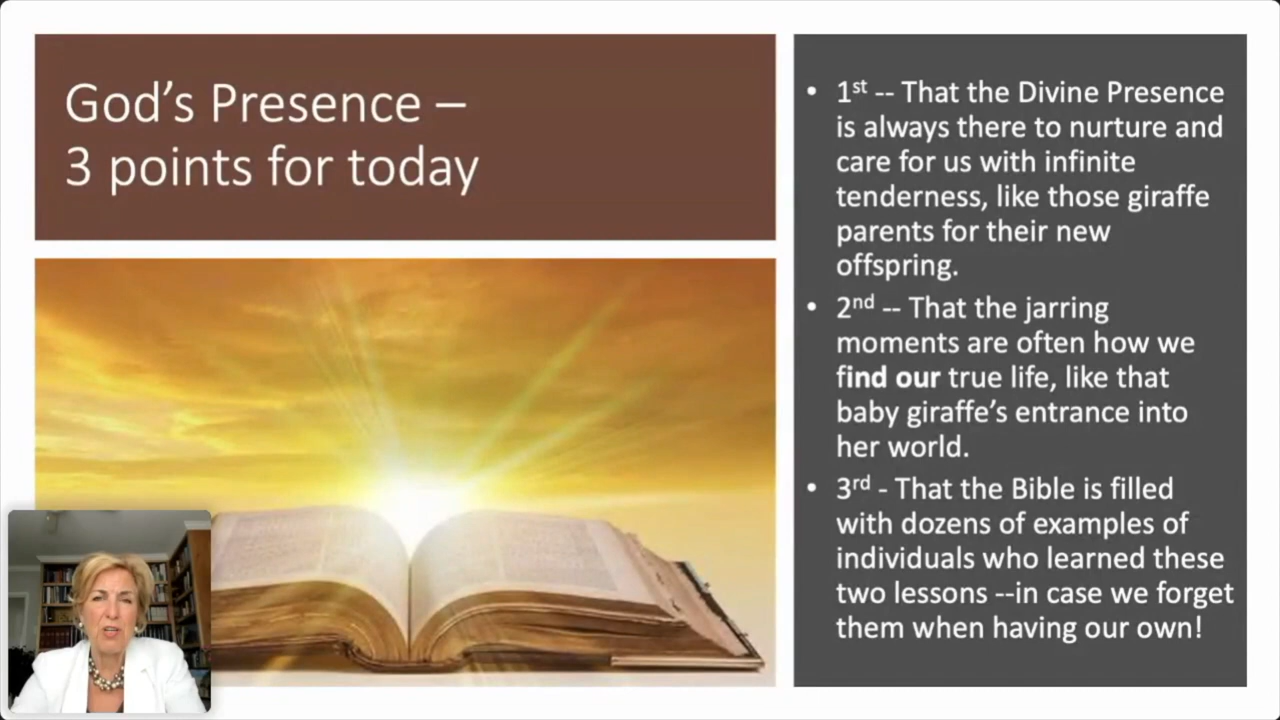 God's Presence –
3 points for today
• 1st -- That the Divine Presence
is always there to nurture and
care for us with infinite
tenderness, like those giraffe
parents for their new
offspring.
• 2nd -- That the jarring
moments are often how we
find our true life, like that
baby giraffe's entrance into
her world.
• 3rd - That the Bible is filled
with dozens of examples of
individuals who learned these
two lessons --in case we forget
them when having our own!